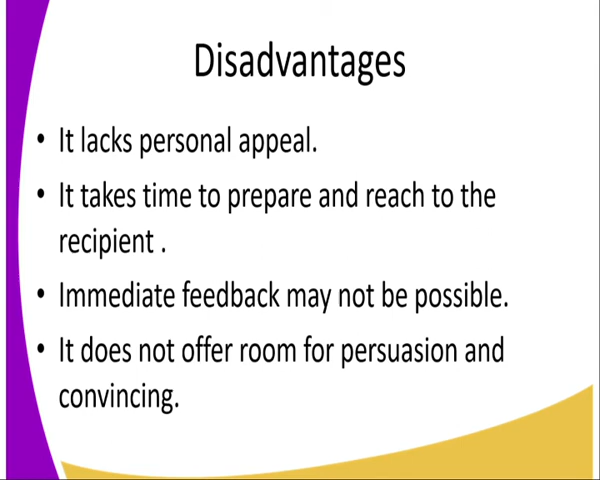 Disadvantages
• It lacks personal appeal.
• It takes time to prepare and reach to the
recipient .
• Immediate feedback may not be possible.
• It does not offer room for persuasion and
convincing.